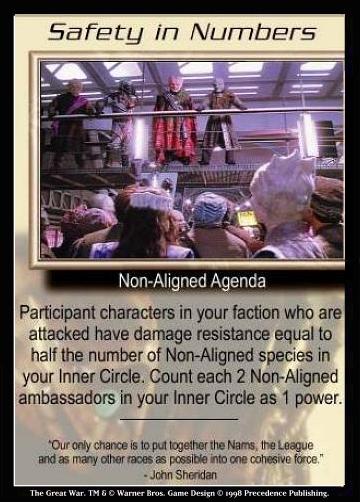 Safety in Numbers
Non-Aligned Agenda
Participant characters in your faction who are
attacked have damage resistance equal to
half the number of Non-Aligned species in
your Inner Circle. Count each 2 Non-Aligned
ambassadors in your Inner Circle as 1 power.
"Our only chance is to put together the Narns, the League
and as many other races as possible into one cohesive force."
- John Sheridan
The Great War. TM & © Warner Bros. Game Design © 1998 Precedence Publishing.